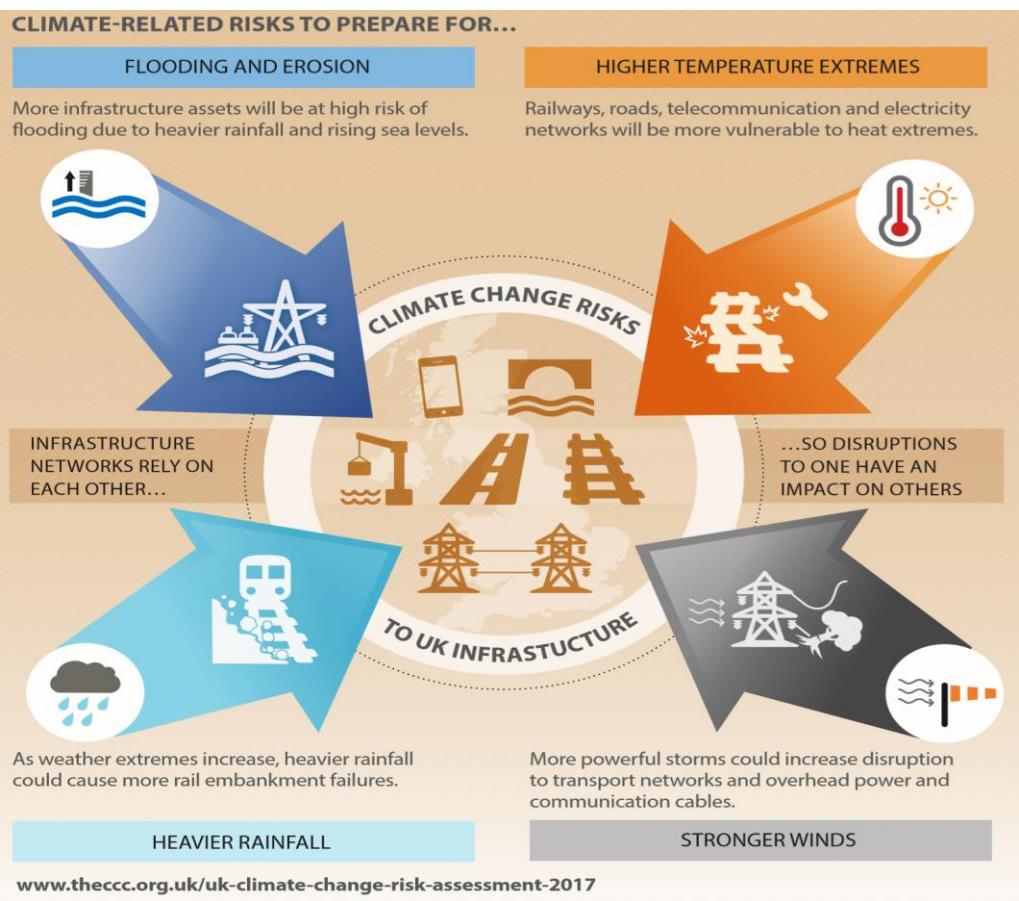 CLIMATE-RELATED RISKS TO PREPARE FOR…
FLOODING AND EROSION
More infrastructure assets will be at high risk of
flooding due to heavier rainfall and rising sea levels.
HIGHER TEMPERATURE EXTREMES
Railways, roads, telecommunication and electricity
networks will be more vulnerable to heat extremes.
CLIMATE CHANGE RISKS
INFRASTRUCTURE
NETWORKS RELY ON
EACH OTHER…
…SO DISRUPTIONS
TO ONE HAVE AN
IMPACT ON OTHERS
TO UK INFRASTUCTURE
As weather extremes increase, heavier rainfall
could cause more rail embankment failures.
HEAVIER RAINFALL
More powerful storms could increase disruption
to transport networks and overhead power and
communication cables.
STRONGER WINDS
www.theccc.org.uk/uk-climate-change-risk-assessment-2017